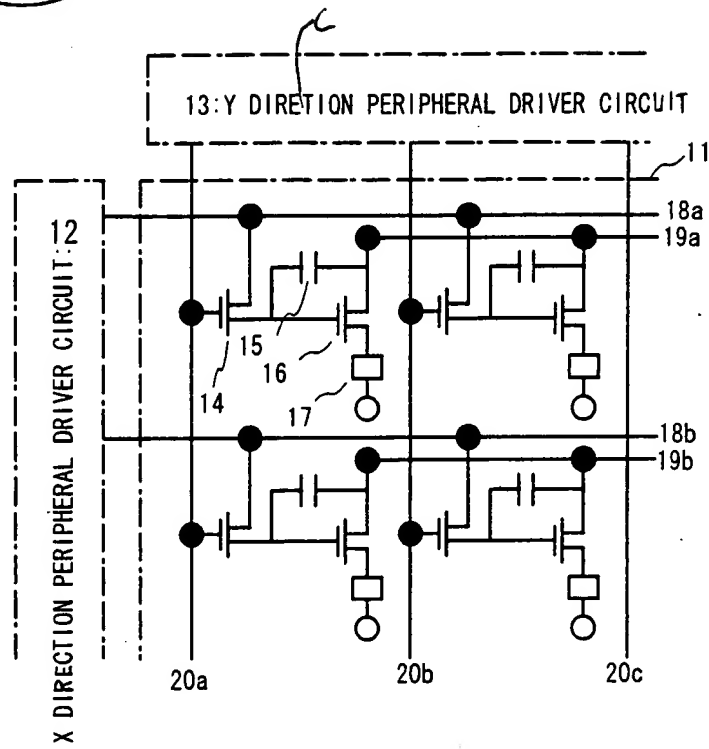 C
13:Y DIRETION PERIPHERAL DRIVER CIRCUIT
11
X DIRECTION PERIPHERAL DRIVER CIRCUIT:12
18a
19a
15
16
14
17
18b
19b
20a
20b
20c